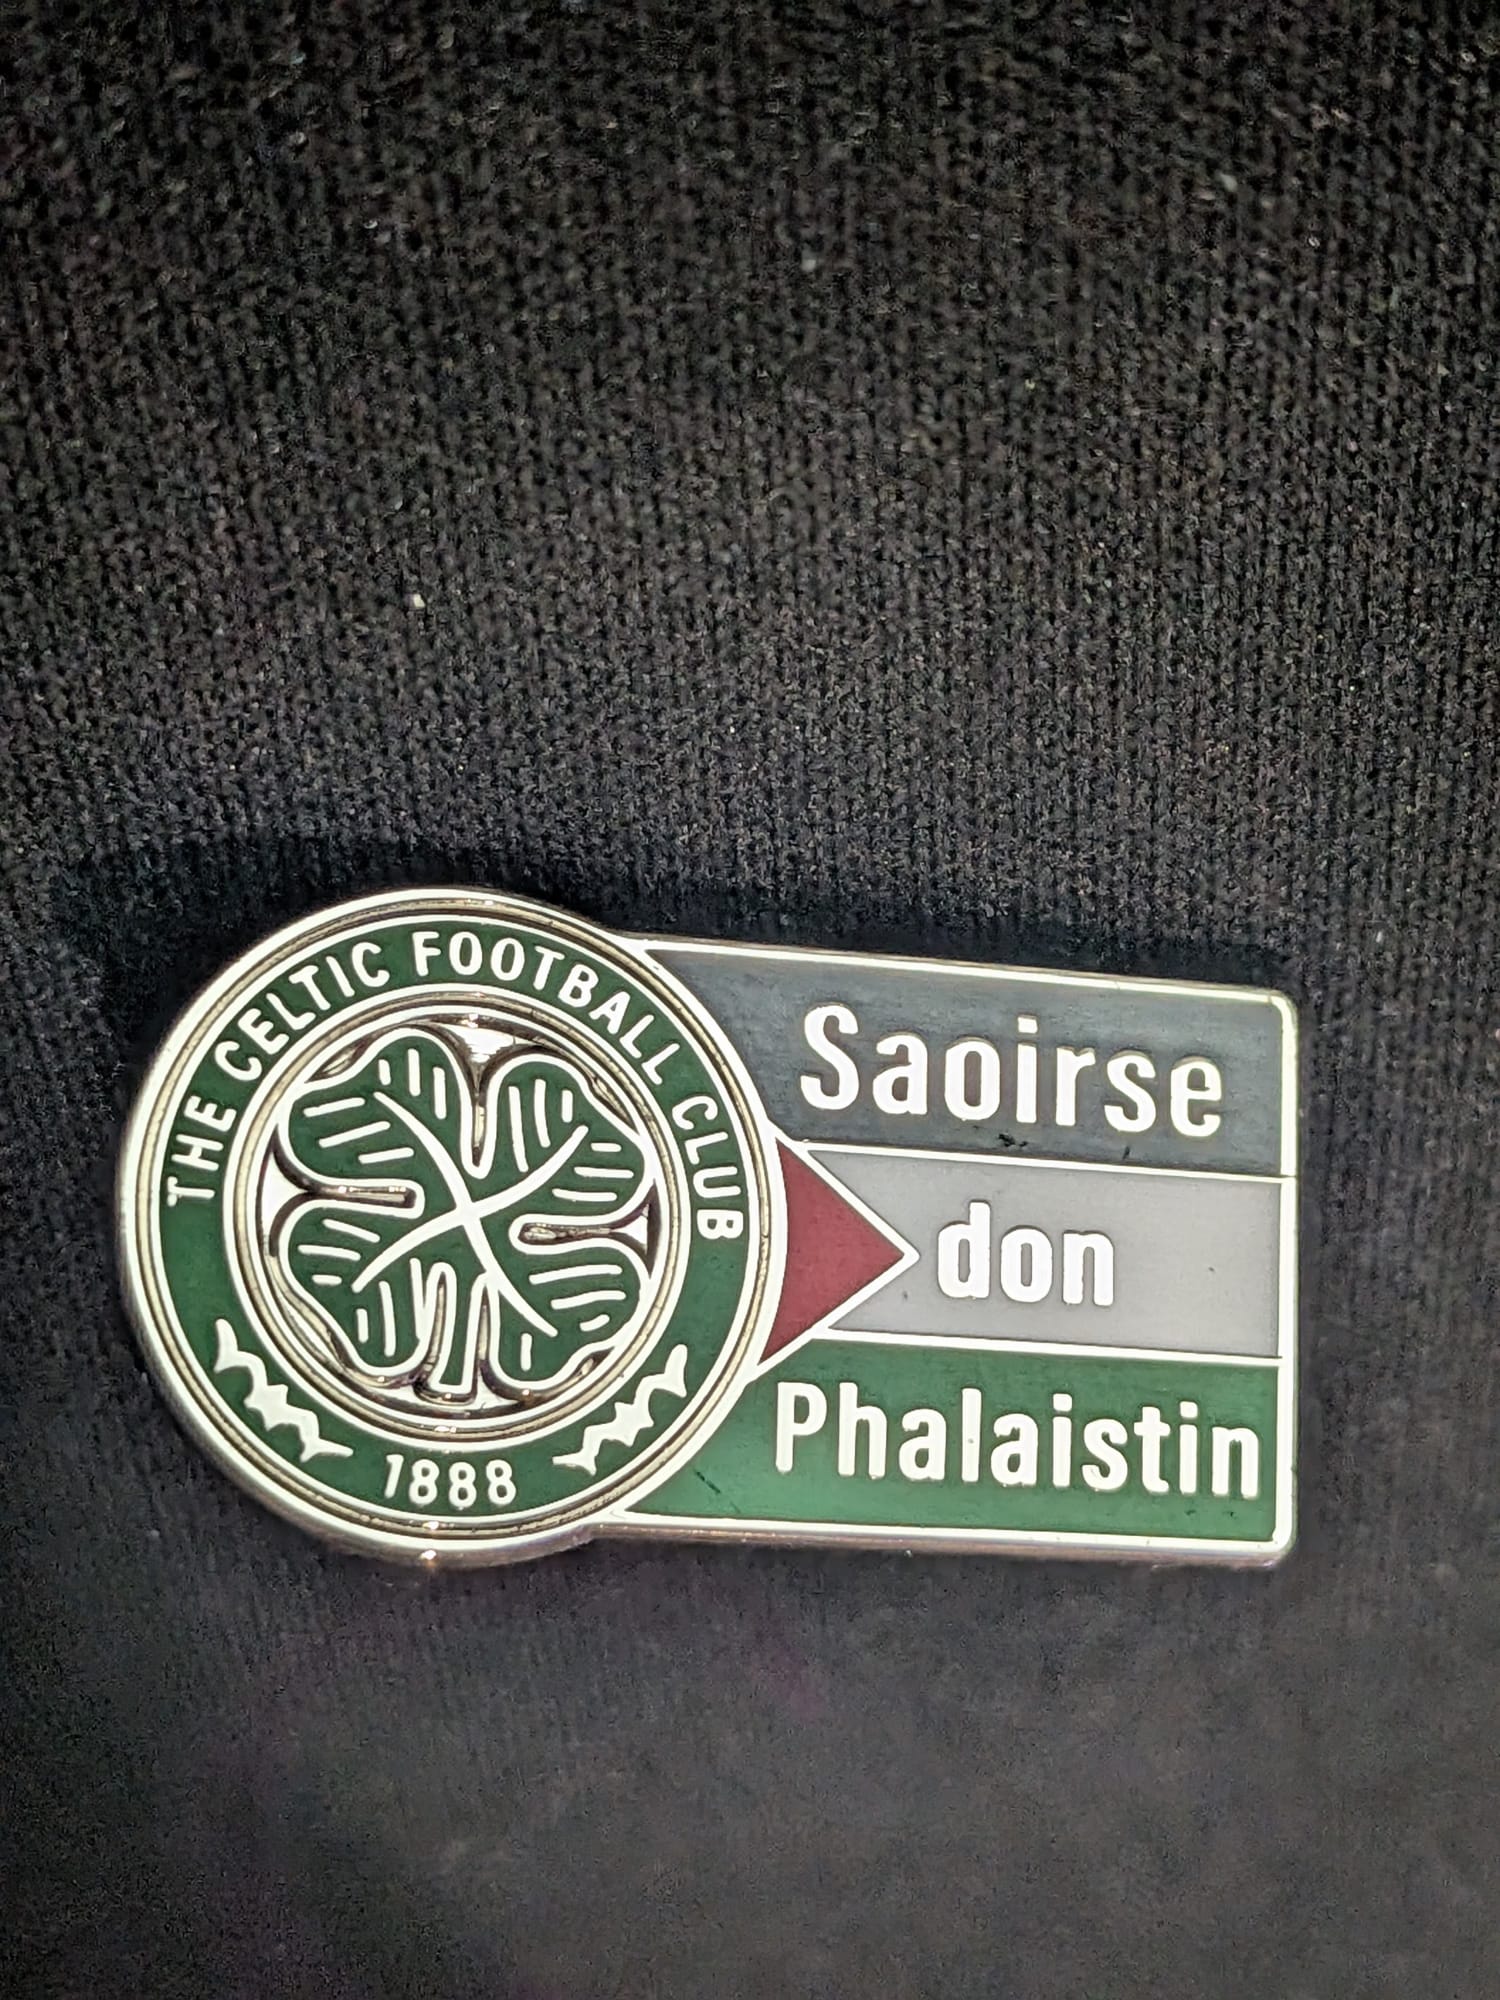 THE CELTIC FOOTBALL CLUB
1888
Saoirse
don
Phalaistin